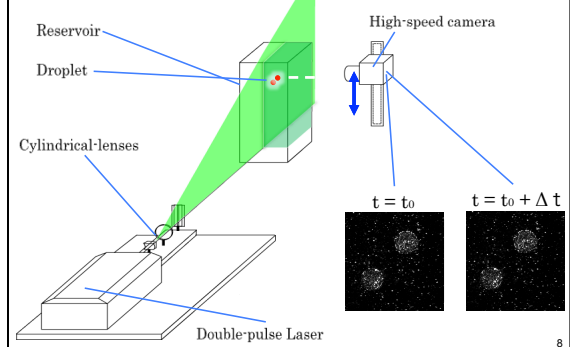 Reservoir
Droplet
High-speed camera
Cylindrical-lenses
t = t₀
t = t₀ + Δ t
Double-pulse Laser
8